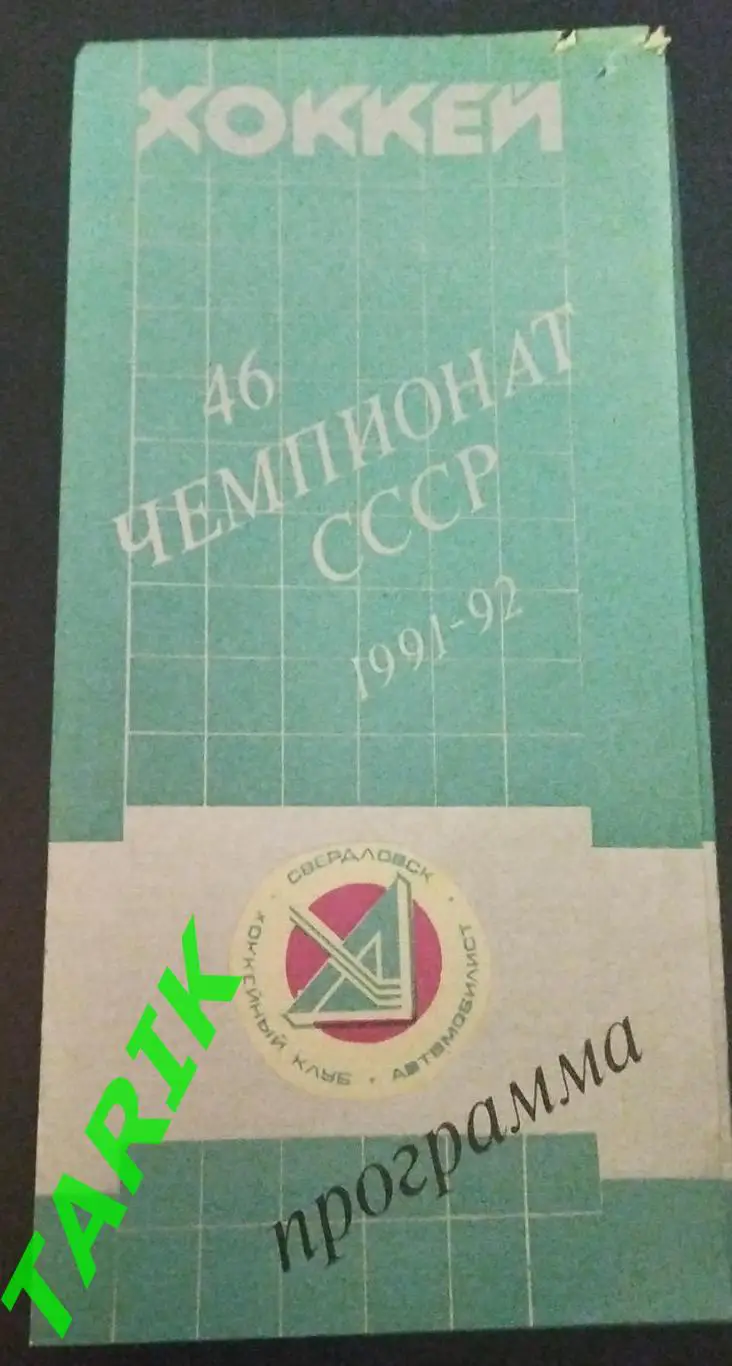 ХОККЕЙ
46
ЧЕМПИОНАТ
СССР
1991-92
СВЕРДЛОВСК · АВТОМОБИЛИСТ · ХОККЕЙНЫЙ КЛУБ ·
программа
TARIK